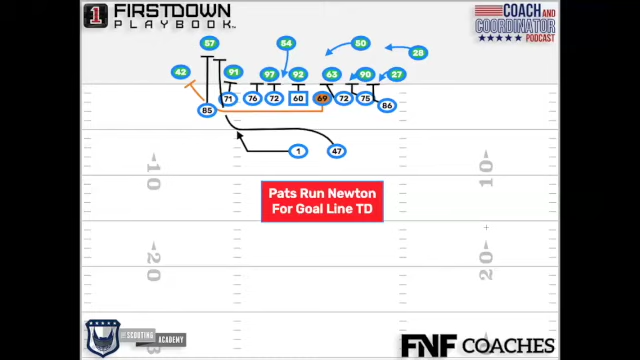 1 FIRSTDOWN
PLAYBOOK
COACH AND
COORDINATOR
PODCAST
57
54
50
28
42
91
97
92
63
90
27
71
76
72
60
69
72
75
86
85
1
47
10
10
Pats Run Newton
For Goal Line TD
20
20
THE SCOUTING
ACADEMY
FNF COACHES